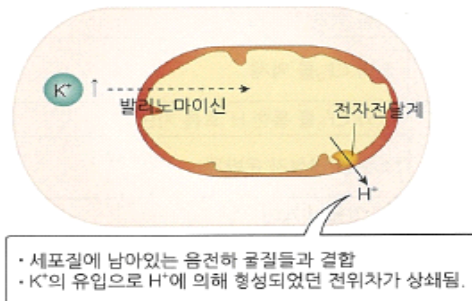 K⁺ ↑
발리노마이신
전자전달계
H⁺
· 세포질에 남아있는 음전하 물질들과 결합
· K⁺의 유입으로 H⁺에 의해 형성되었던 전위차가 상쇄됨.